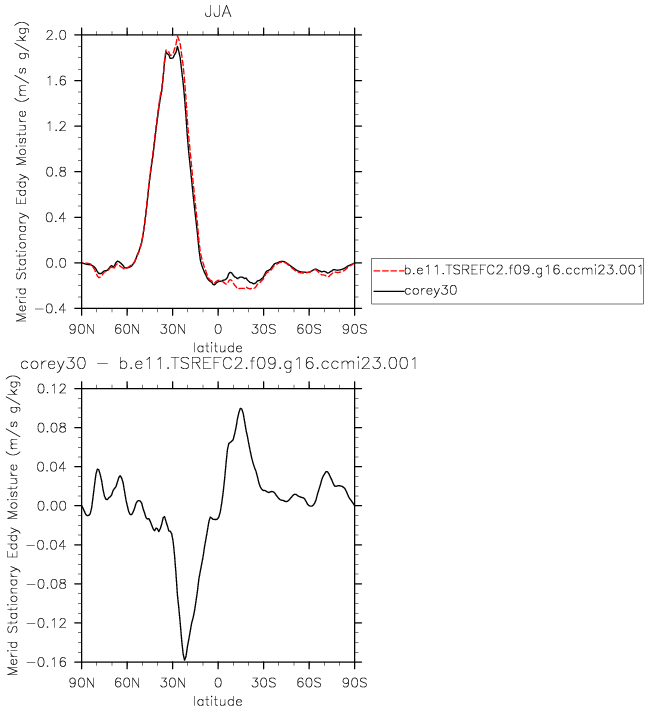 JJA
Merid Stationary Eddy Moisture (m/s g/kg)
2.0
1.6
1.2
0.8
0.4
0.0
−0.4
90N 60N 30N 0 30S 60S 90S
latitude
b.e11.TSREFC2.f09.g16.ccmi23.001
corey30
corey30 − b.e11.TSREFC2.f09.g16.ccmi23.001
Merid Stationary Eddy Moisture (m/s g/kg)
0.12
0.08
0.04
0.00
−0.04
−0.08
−0.12
−0.16
90N 60N 30N 0 30S 60S 90S
latitude